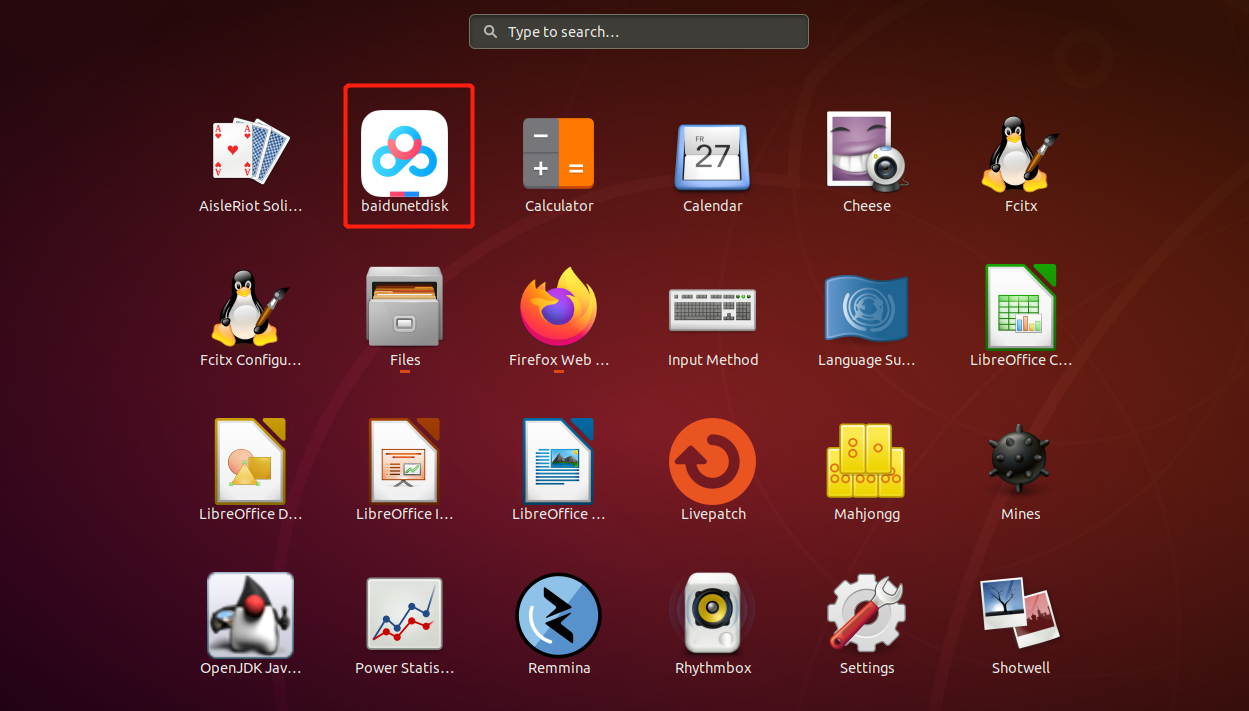 Type to search...
AisleRiot Soli...
baidunetdisk
Calculator
FR
27
Calendar
Cheese
Fcitx
Fcitx Configu...
Files
Firefox Web ...
Input Method
Language Su...
LibreOffice C...
LibreOffice D...
LibreOffice I...
LibreOffice ...
Livepatch
Mahjongg
Mines
OpenJDK Jav...
Power Statis...
Remmina
Rhythmbox
Settings
Shotwell